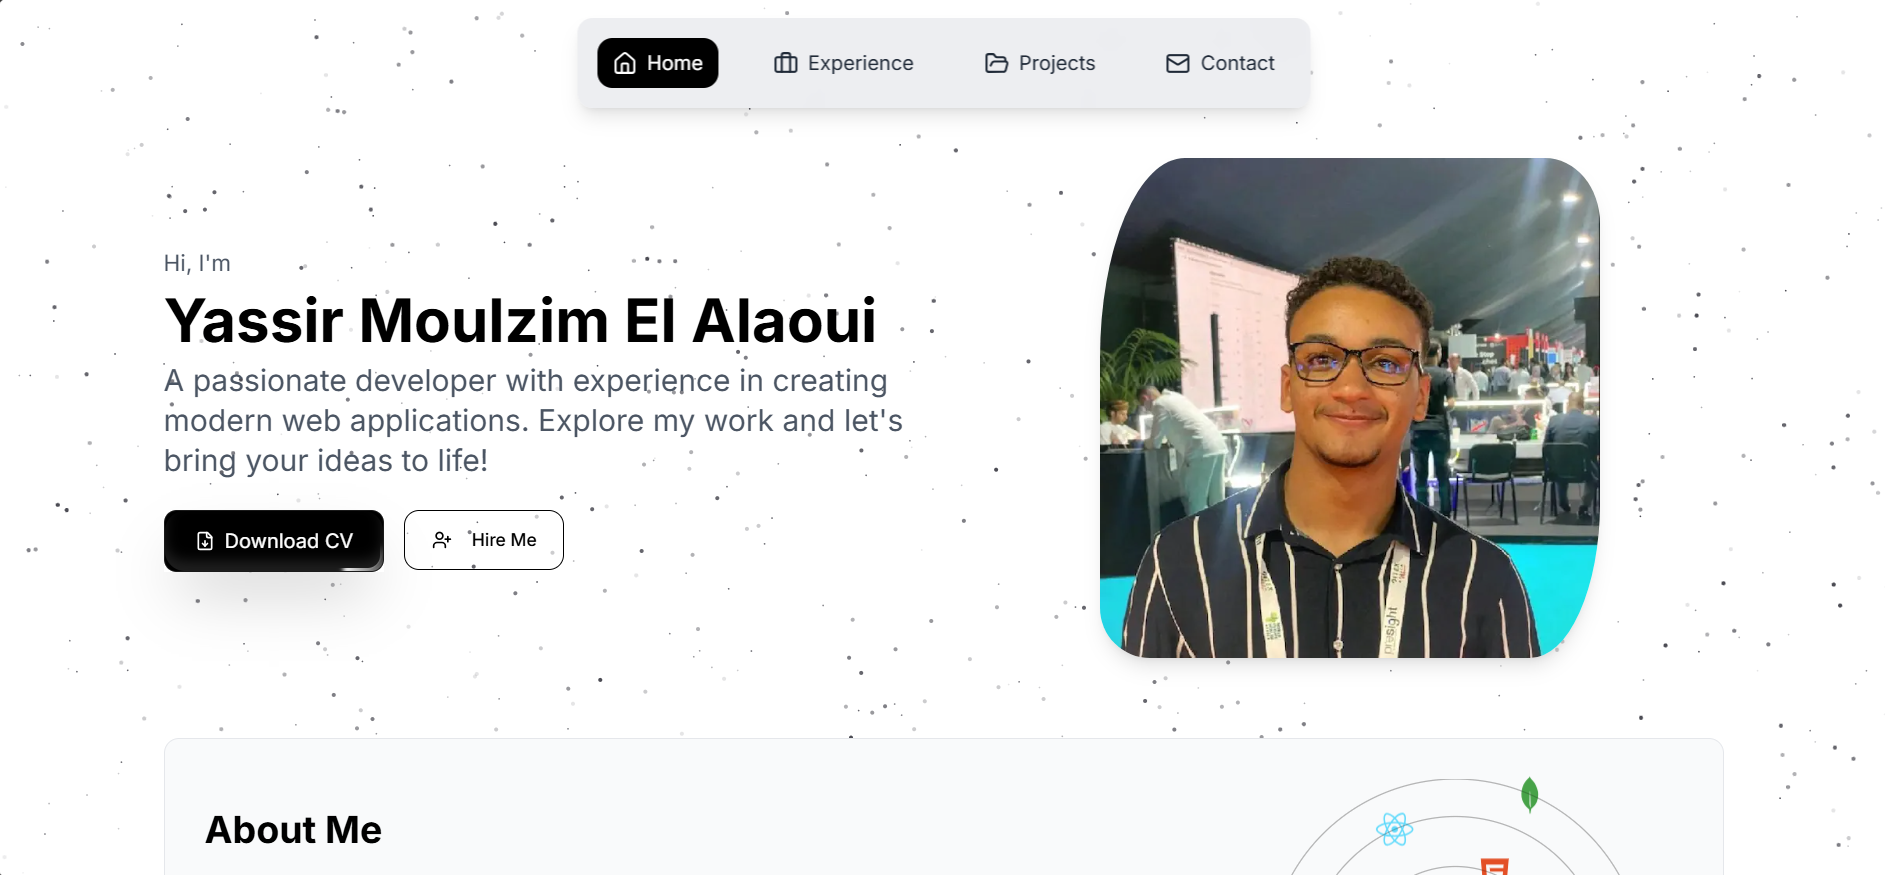 Home
Experience
Projects
Contact
Hi, I'm
Yassir Moulzim El Alaoui
A passionate developer with experience in creating
modern web applications. Explore my work and let's
bring your ideas to life!
Download CV
Hire Me
presight
About Me